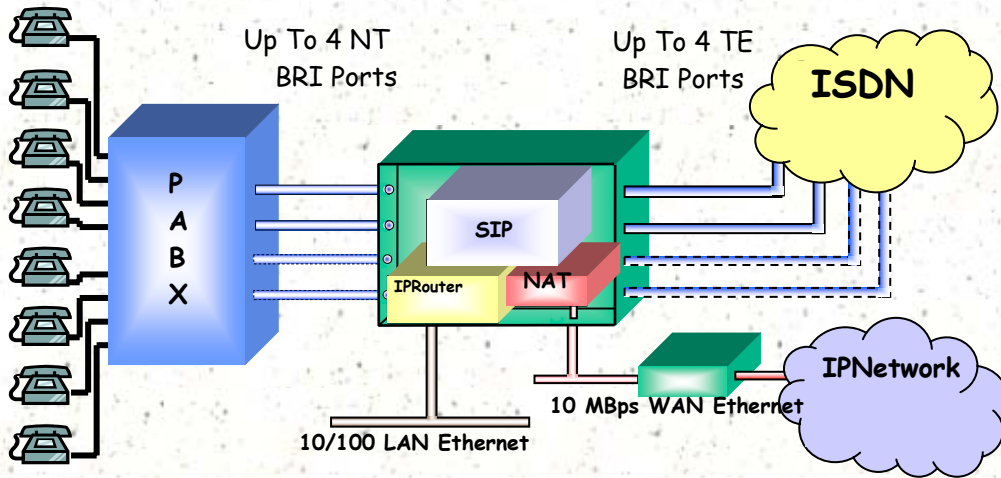 Up To 4 NT
BRI Ports
Up To 4 TE
BRI Ports
ISDN
P
A
B
X
SIP
IPRouter
NAT
IPNetwork
10 MBps WAN Ethernet
10/100 LAN Ethernet